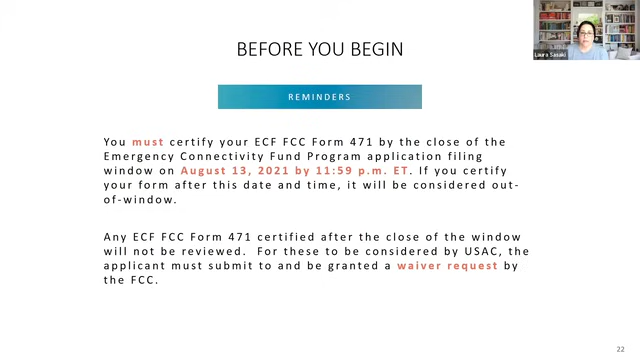 BEFORE YOU BEGIN
REMINDERS
You must certify your ECF FCC Form 471 by the close of the
Emergency Connectivity Fund Program application filing
window on August 13, 2021 by 11:59 p.m. ET. If you certify
your form after this date and time, it will be considered out-
of-window.
Any ECF FCC Form 471 certified after the close of the window
will not be reviewed. For these to be considered by USAC, the
applicant must submit to and be granted a waiver request by
the FCC.
Laura Sasaki
22